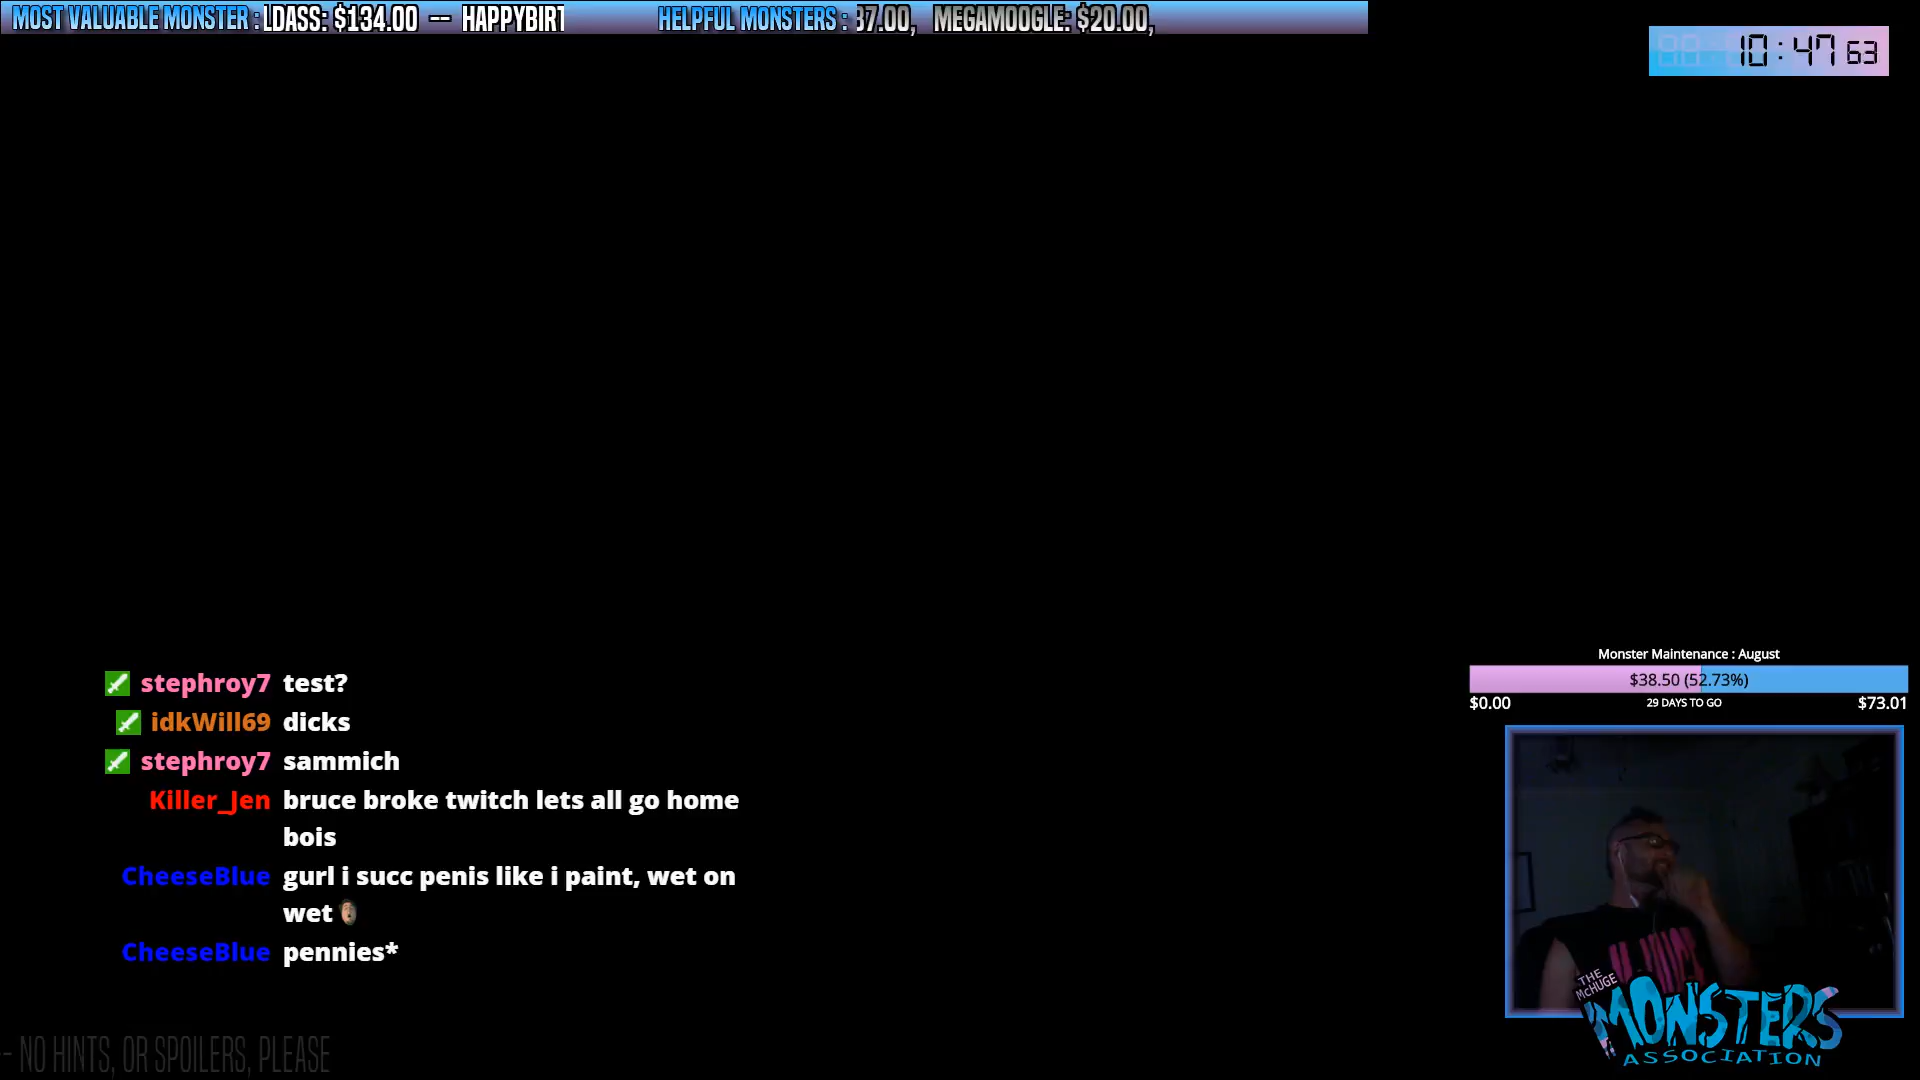 MOST VALUABLE MONSTER : LDASS: $134.00 -- HAPPYBIRT
HELPFUL MONSTERS : 37.00, MEGAMOOGLE: $20.00,
10:47 63
stephroy7 test?
idkWill69 dicks
stephroy7 sammich
Killer_Jen bruce broke twitch lets all go home
bois
CheeseBlue gurl i succ penis like i paint, wet on
wet
CheeseBlue pennies*
Monster Maintenance : August
$38.50 (52.73%)
$0.00 29 DAYS TO GO $73.01
THE
MCHUGE
MONSTERS
ASSOCIATION
-- NO HINTS, OR SPOILERS, PLEASE